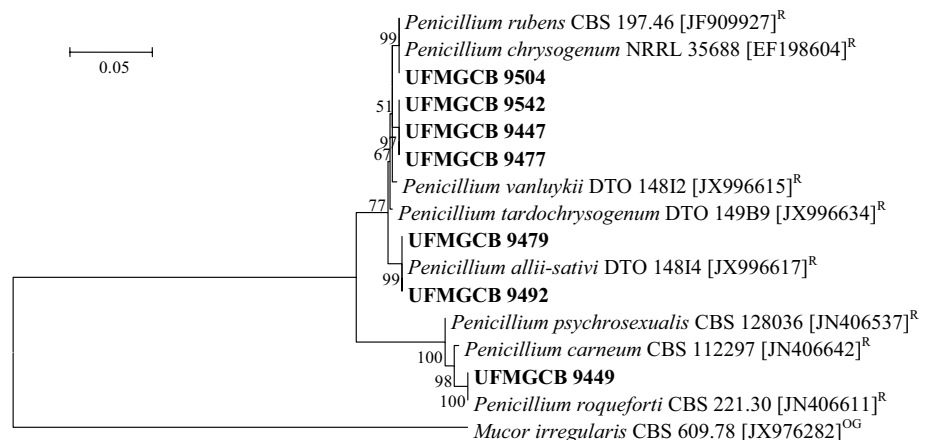 Penicillium rubens CBS 197.46 [JF909927]R
99
Penicillium chrysogenum NRRL 35688 [EF198604]R
0.05
UFMGCB 9504
51
UFMGCB 9542
UFMGCB 9447
97
67
UFMGCB 9477
Penicillium vanluykii DTO 148I2 [JX996615]R
77
Penicillium tardochrysogenum DTO 149B9 [JX996634]R
UFMGCB 9479
Penicillium allii-sativi DTO 148I4 [JX996617]R
99
UFMGCB 9492
Penicillium psychrosexualis CBS 128036 [JN406537]R
100
Penicillium carneum CBS 112297 [JN406642]R
98
UFMGCB 9449
100
Penicillium roqueforti CBS 221.30 [JN406611]R
Mucor irregularis CBS 609.78 [JX976282]OG